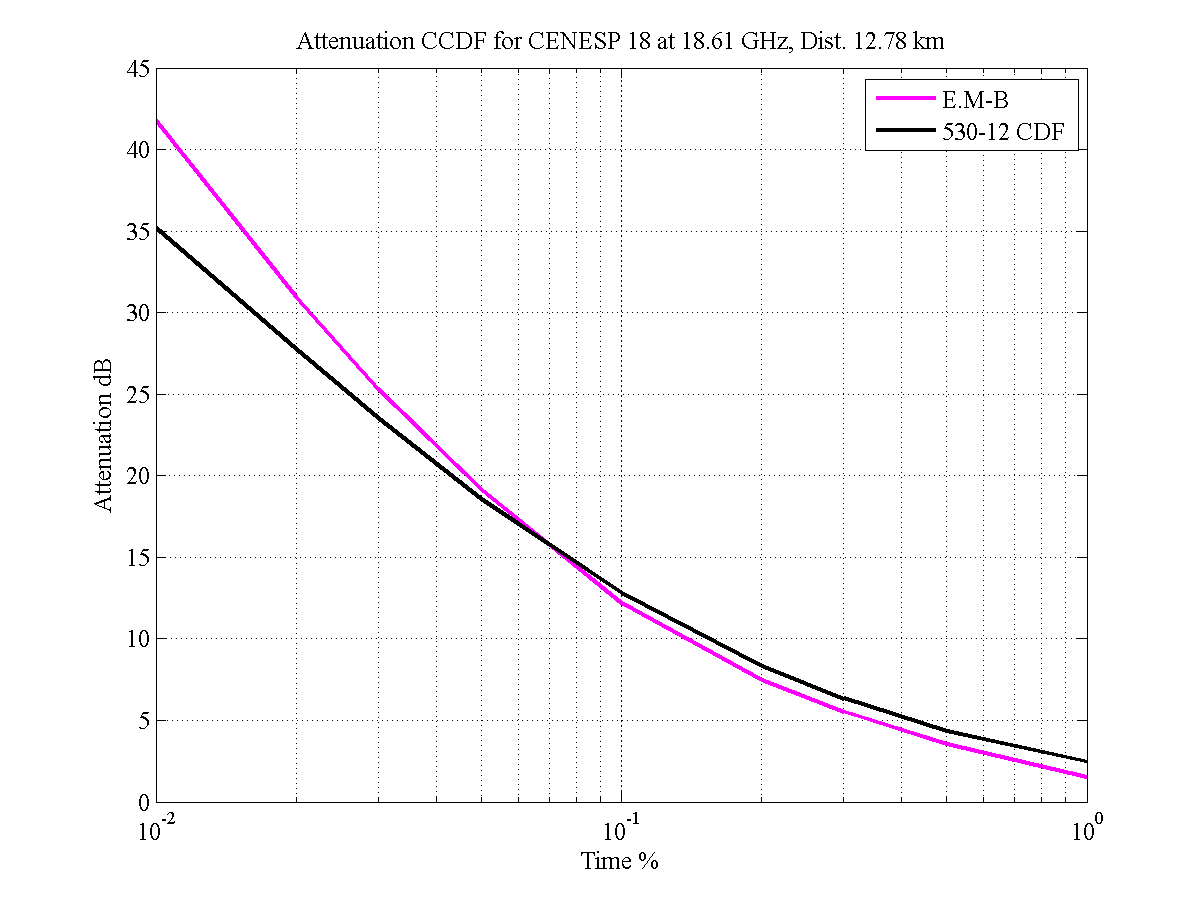 Attenuation CCDF for CENESP 18 at 18.61 GHz, Dist. 12.78 km
E.M-B
530-12 CDF
45
40
35
30
25
20
15
10
5
0
Attenuation dB
10^-2
10^-1
10^0
Time %